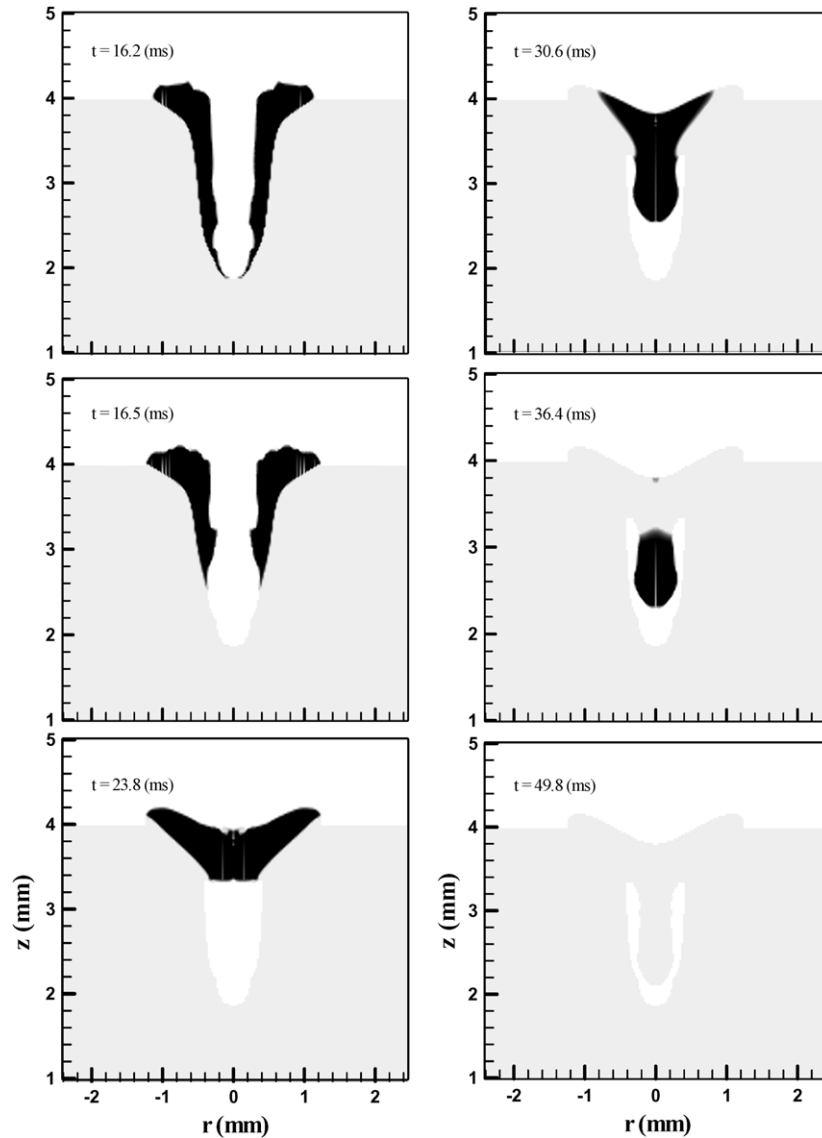 5
t = 16.2 (ms)
4
3
2
1
5
t = 30.6 (ms)
4
3
2
1
5
t = 16.5 (ms)
4
3
2
1
5
t = 36.4 (ms)
4
3
2
1
5
t = 23.8 (ms)
4
3
2
1
z (mm)
-2 -1 0 1 2
r (mm)
5
t = 49.8 (ms)
4
3
2
1
z (mm)
-2 -1 0 1 2
r (mm)